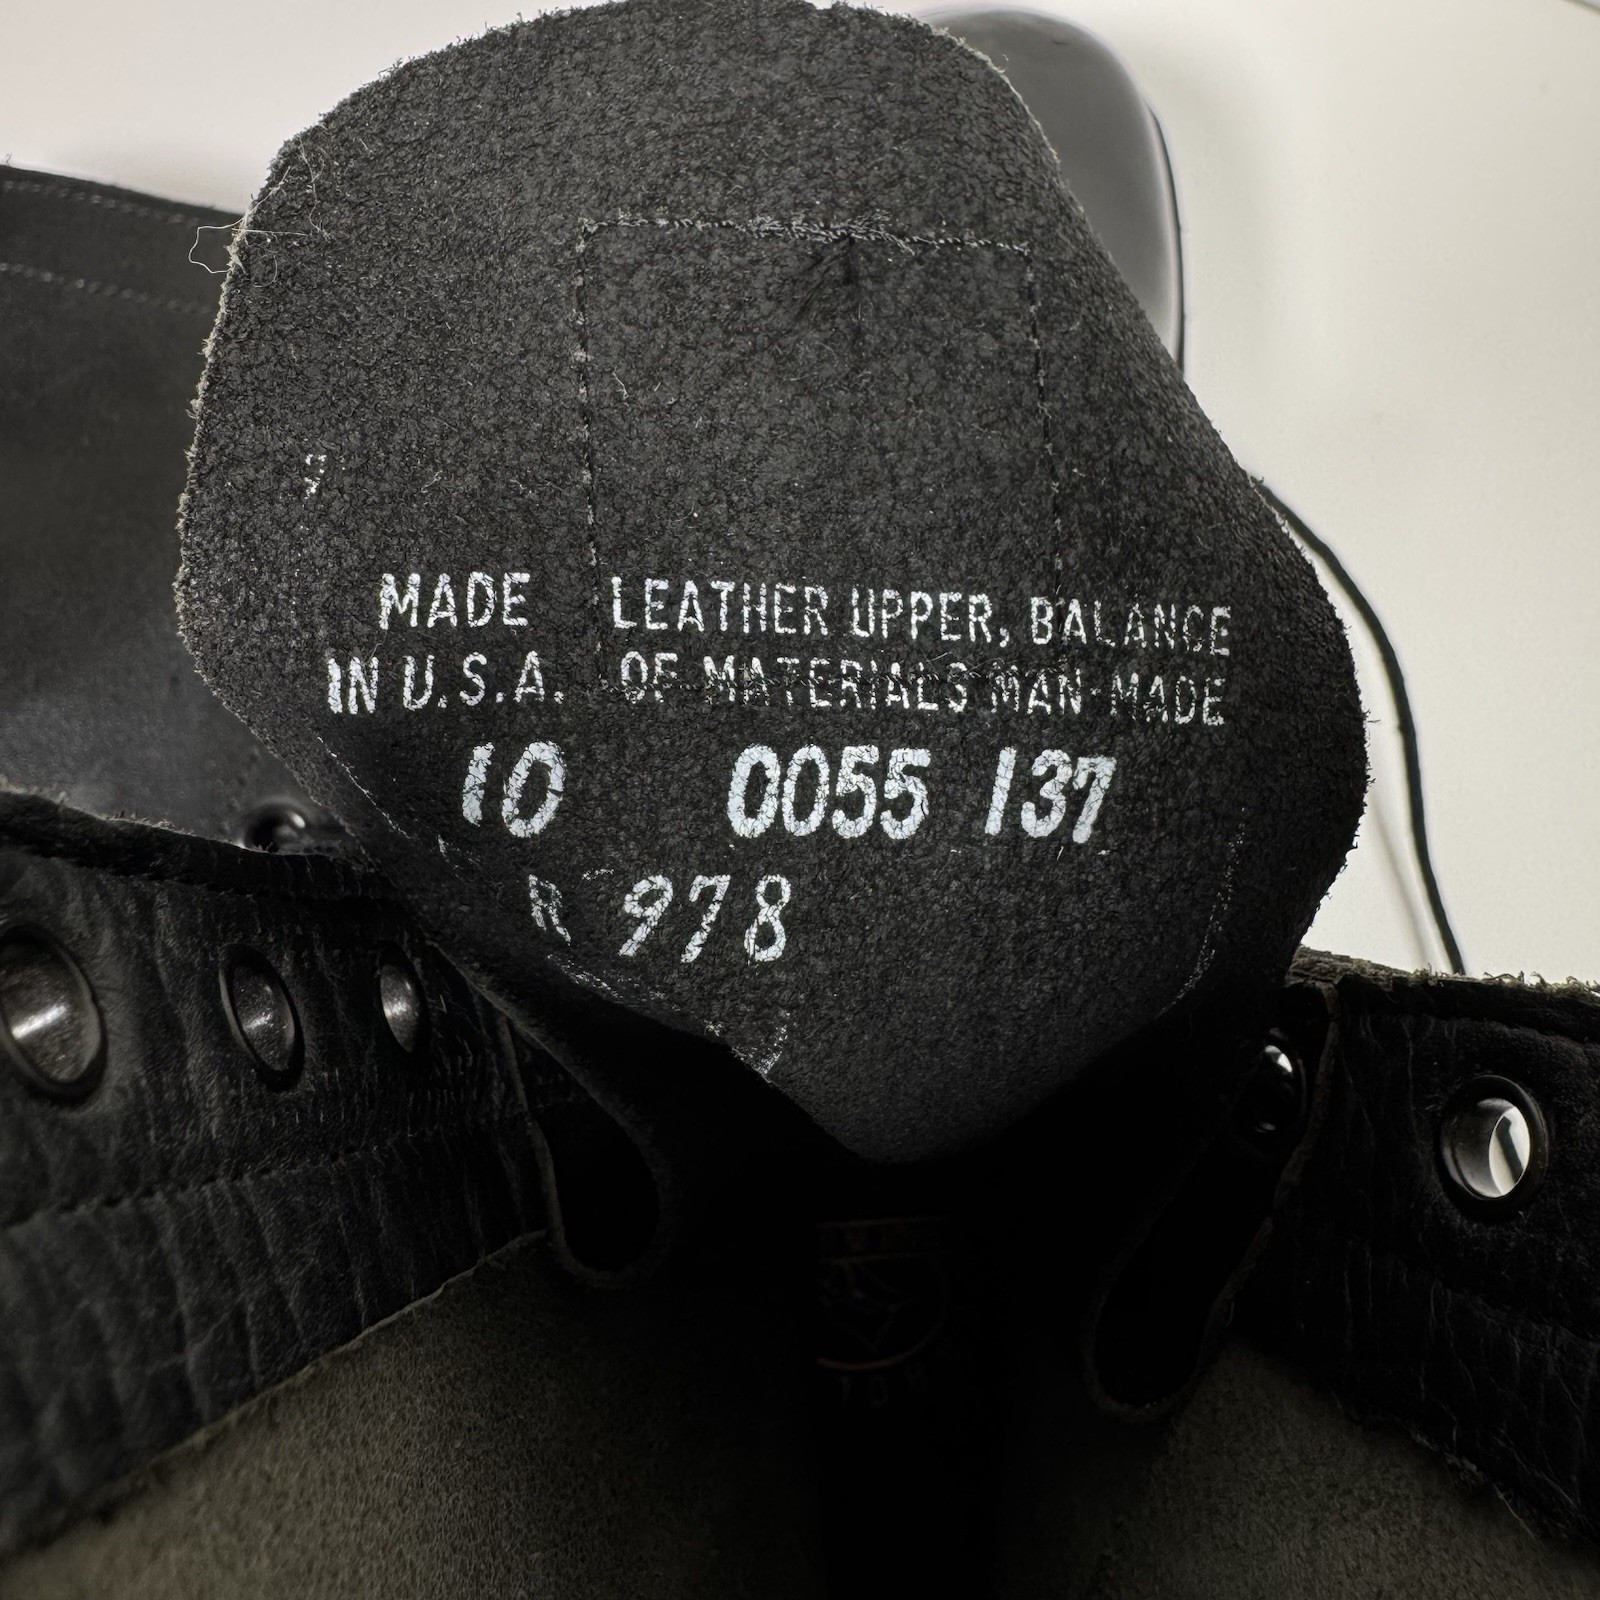 MADE LEATHER UPPER, BALANCE
IN U.S.A. OF MATERIALS MAN-MADE
10 0055 137
R 978